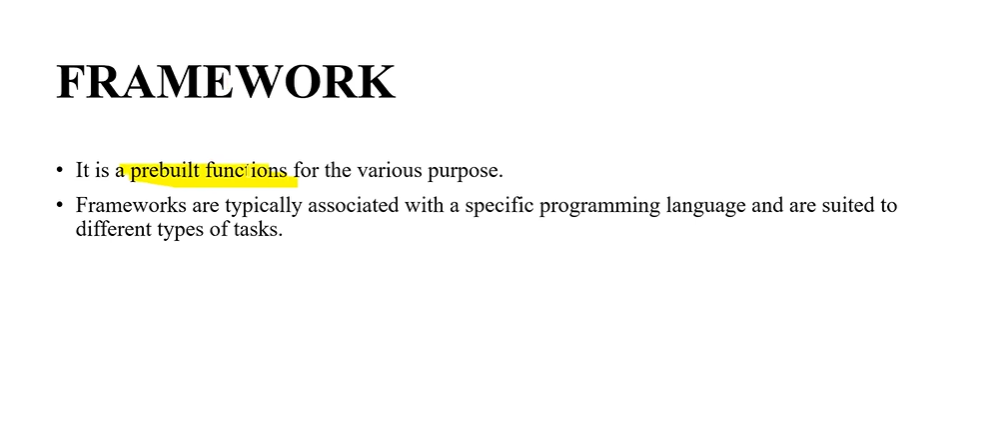 FRAMEWORK
• It is a prebuilt functions for the various purpose.
• Frameworks are typically associated with a specific programming language and are suited to
different types of tasks.